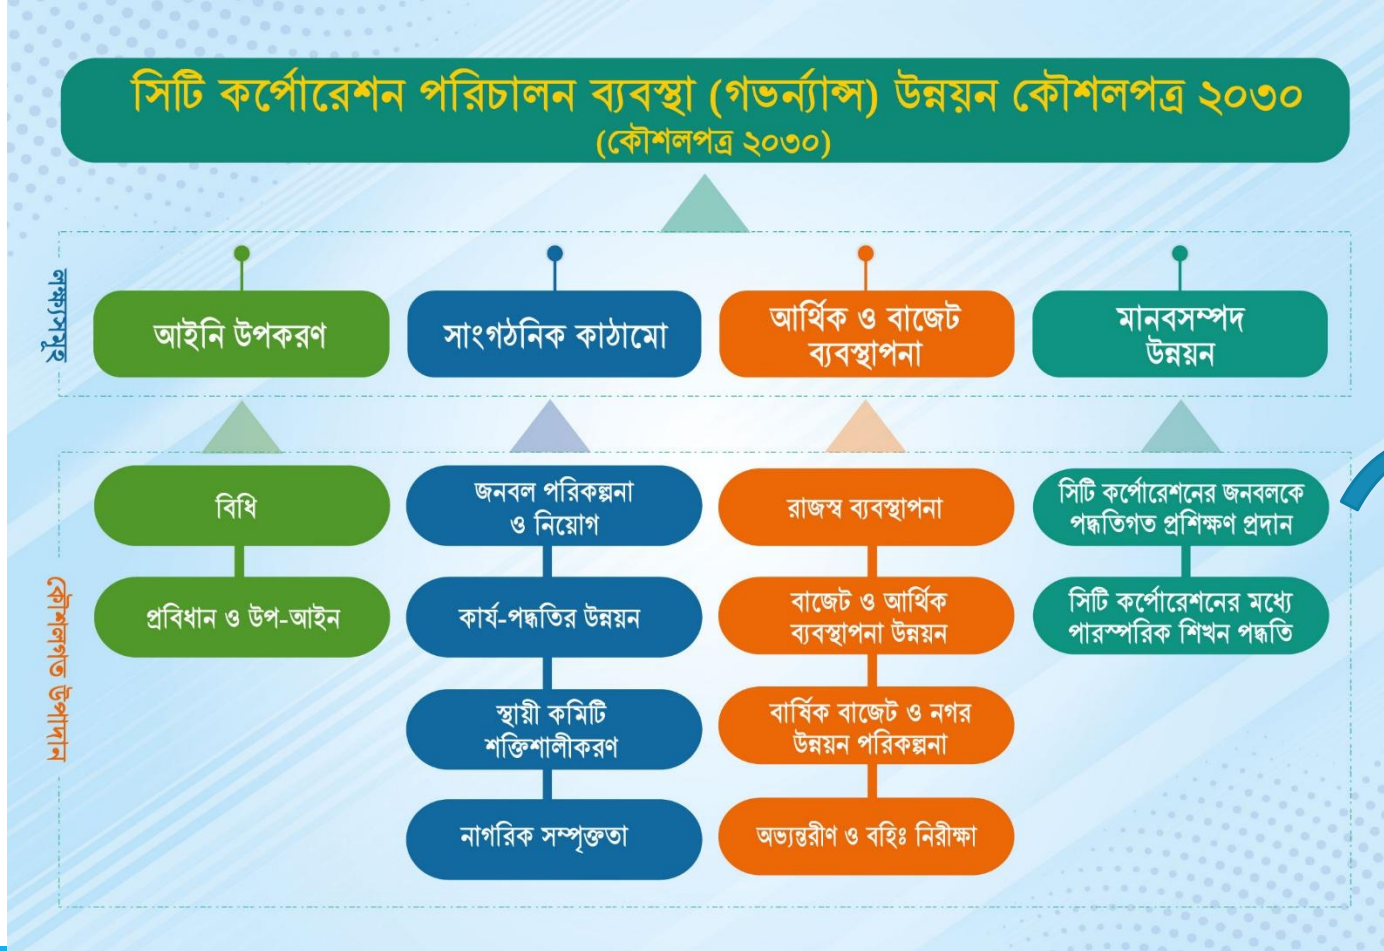 সিটি কর্পোরেশন পরিচালন ব্যবস্থা (গভর্ন্যান্স) উন্নয়ন কৌশলপত্র ২০৩০
(কৌশলপত্র ২০৩০)
লক্ষ্যসমূহ
আইনি উপকরণ
সাংগঠনিক কাঠামো
আর্থিক ও বাজেট
ব্যবস্থাপনা
মানবসম্পদ
উন্নয়ন
কৌশলগত উপাদান
বিধি
প্রবিধান ও উপ-আইন
জনবল পরিকল্পনা
ও নিয়োগ
কার্য-পদ্ধতির উন্নয়ন
স্থায়ী কমিটি
শক্তিশালীকরণ
নাগরিক সম্পৃক্ততা
রাজস্ব ব্যবস্থাপনা
বাজেট ও আর্থিক
ব্যবস্থাপনা উন্নয়ন
বার্ষিক বাজেট ও নগর
উন্নয়ন পরিকল্পনা
অভ্যন্তরীণ ও বহিঃ নিরীক্ষা
সিটি কর্পোরেশনের জনবলকে
পদ্ধতিগত প্রশিক্ষণ প্রদান
সিটি কর্পোরেশনের মধ্যে
পারস্পরিক শিখন পদ্ধতি